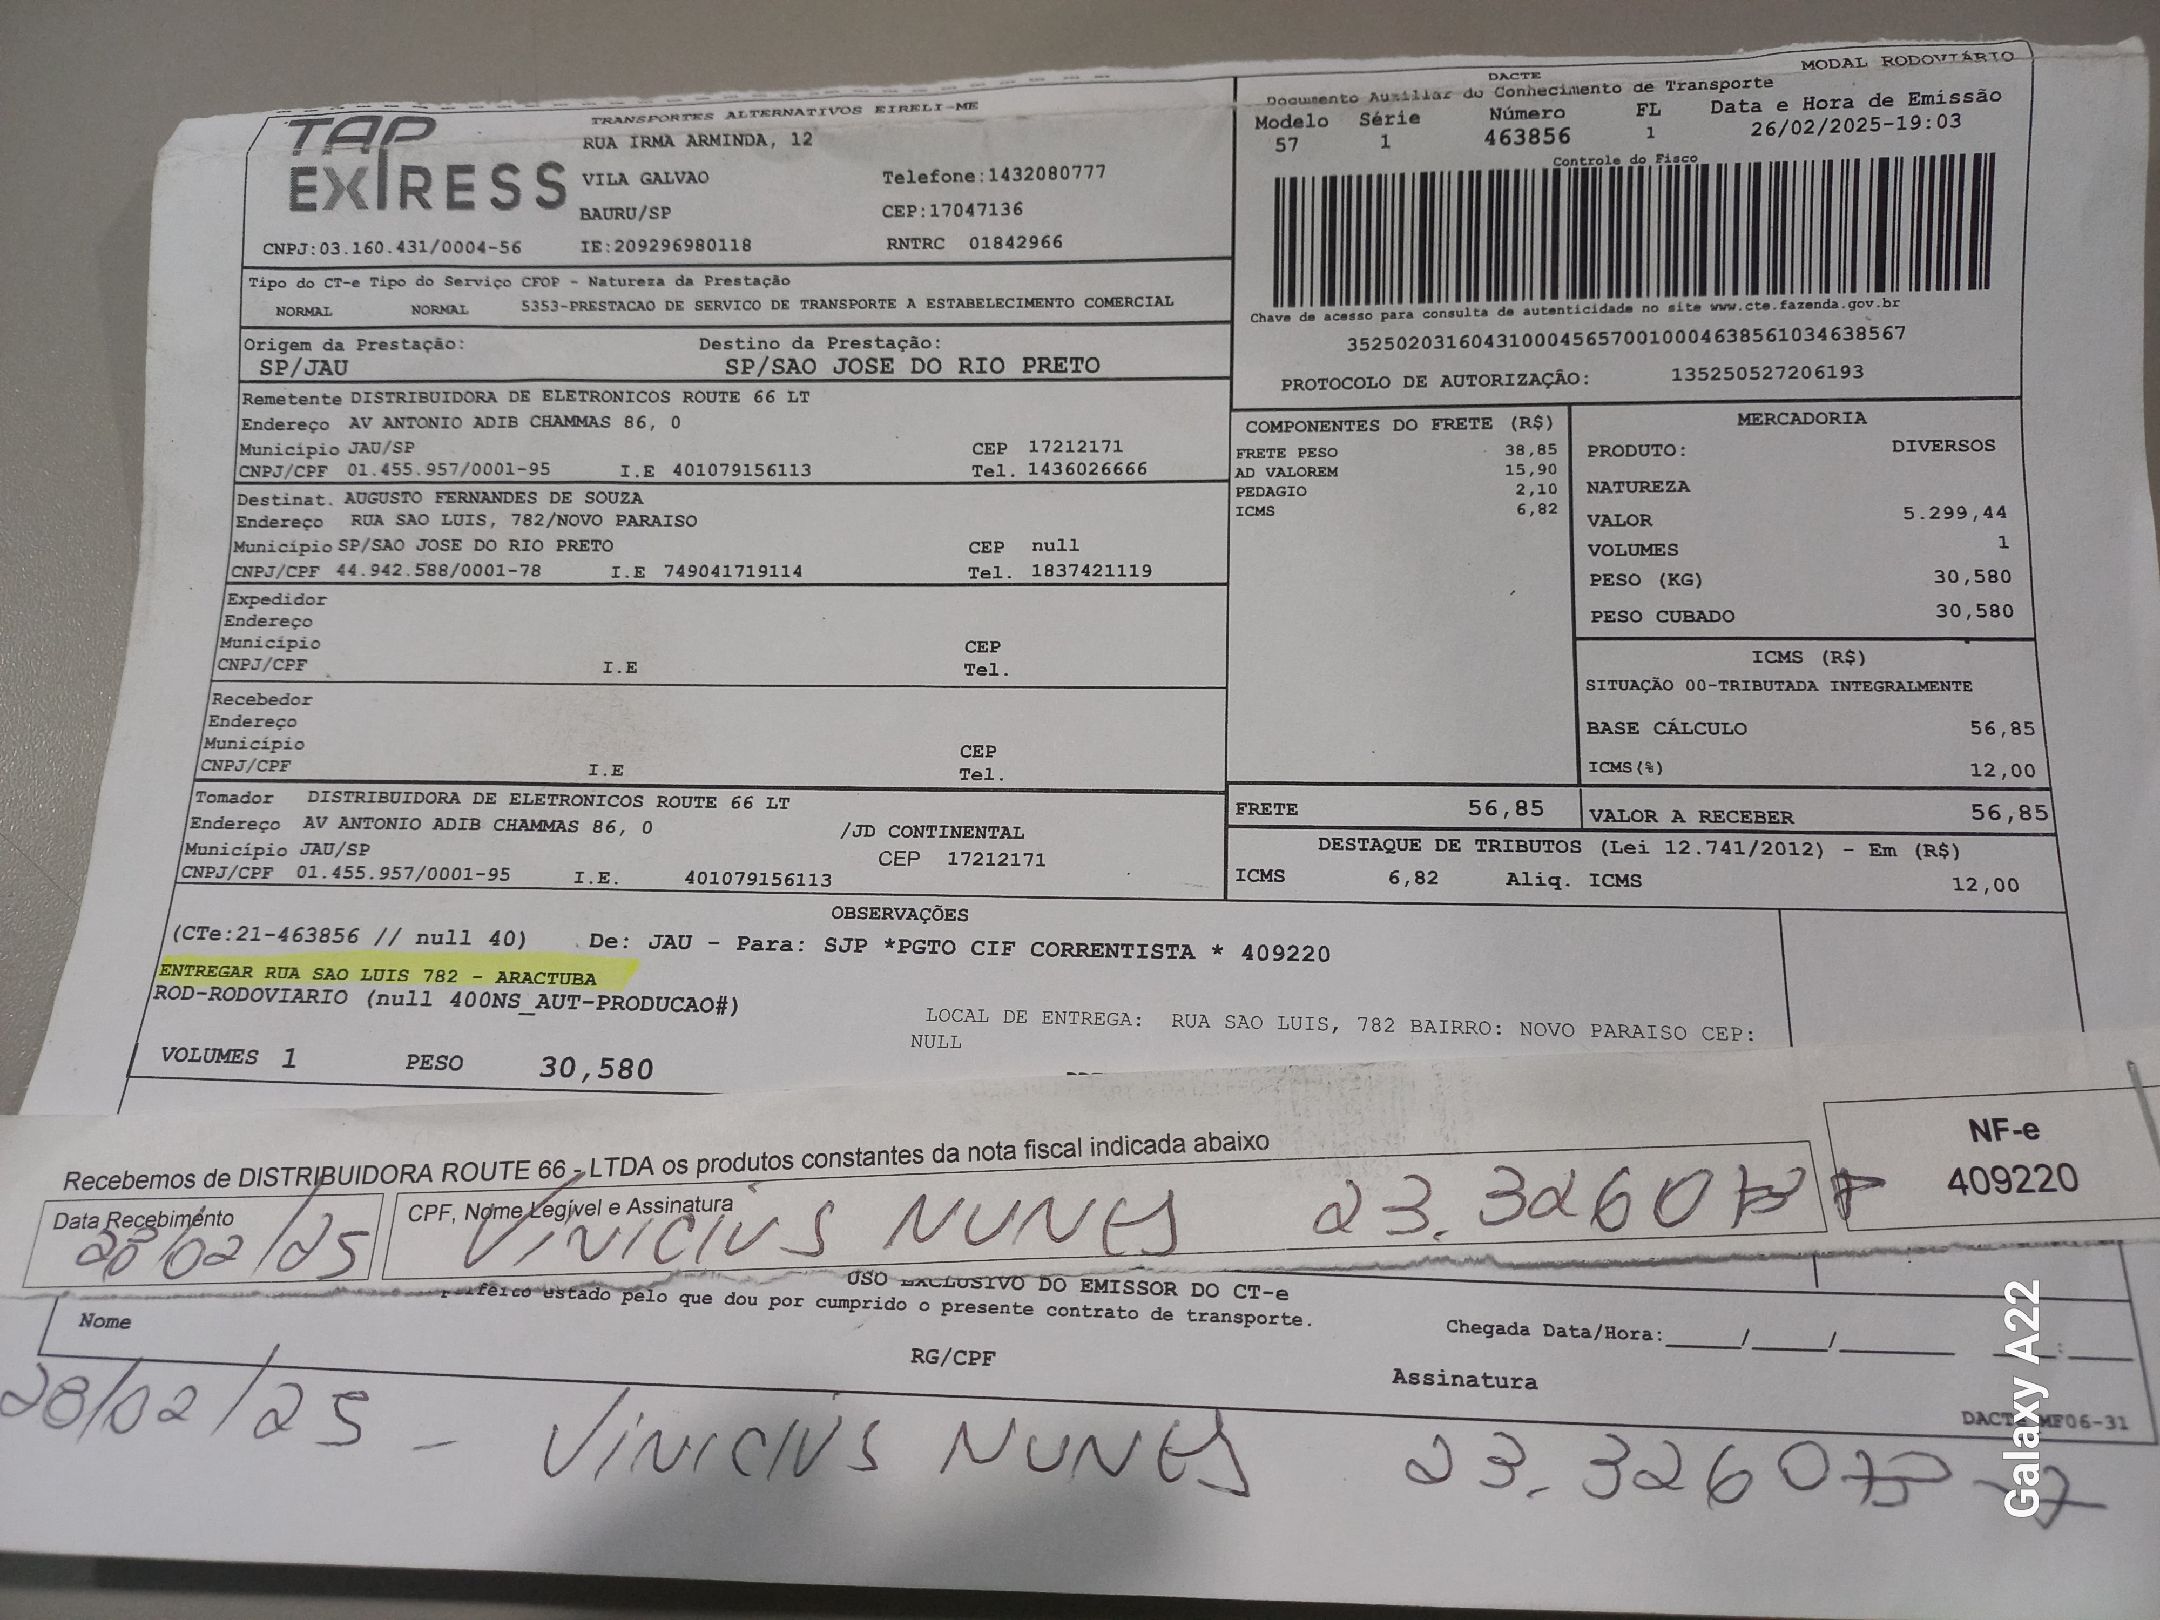 TAP
EXPRESS
TRANSPORTES ALTERNATIVOS EIRELI-ME
RUA IRMA ARMINDA, 12
VILA GALVAO Telefone:1432080777
BAURU/SP CEP:17047136
CNPJ:03.160.431/0004-56 IE:209296980118 RNTRC 01842966
DACTE MODAL RODOVIÁRIO
Documento Auxiliar do Conhecimento de Transporte
Modelo Série Número FL Data e Hora de Emissão
57 1 463856 1 26/02/2025-19:03
Controle do Fisco
Chave de acesso para consulta de autenticidade no site www.cte.fazenda.gov.br
35250203160431000456570010004638561034638567
PROTOCOLO DE AUTORIZAÇÃO: 135250527206193
Tipo do CT-e Tipo do Serviço CFOP - Natureza da Prestação
NORMAL NORMAL 5353-PRESTACAO DE SERVICO DE TRANSPORTE A ESTABELECIMENTO COMERCIAL
Origem da Prestação: Destino da Prestação:
SP/JAU SP/SAO JOSE DO RIO PRETO
Remetente DISTRIBUIDORA DE ELETRONICOS ROUTE 66 LT
Endereço AV ANTONIO ADIB CHAMMAS 86, 0
Município JAU/SP CEP 17212171
CNPJ/CPF 01.455.957/0001-95 I.E 401079156113 Tel. 1436026666
Destinat. AUGUSTO FERNANDES DE SOUZA
Endereço RUA SAO LUIS, 782/NOVO PARAISO
Município SP/SAO JOSE DO RIO PRETO CEP null
CNPJ/CPF 44.942.588/0001-78 I.E 749041719114 Tel. 1837421119
Expedidor
Endereço
Município CEP
CNPJ/CPF I.E Tel.
Recebedor
Endereço
Município CEP
CNPJ/CPF I.E Tel.
Tomador DISTRIBUIDORA DE ELETRONICOS ROUTE 66 LT
Endereço AV ANTONIO ADIB CHAMMAS 86, 0 /JD CONTINENTAL
Município JAU/SP CEP 17212171
CNPJ/CPF 01.455.957/0001-95 I.E. 401079156113
COMPONENTES DO FRETE (R$)
FRETE PESO 38,85
AD VALOREM 15,90
PEDAGIO 2,10
ICMS 6,82
MERCADORIA
PRODUTO: DIVERSOS
NATUREZA
VALOR 5.299,44
VOLUMES 1
PESO (KG) 30,580
PESO CUBADO 30,580
ICMS (R$)
SITUAÇÃO 00-TRIBUTADA INTEGRALMENTE
BASE CÁLCULO 56,85
ICMS(%) 12,00
FRETE 56,85 VALOR A RECEBER 56,85
DESTAQUE DE TRIBUTOS (Lei 12.741/2012) - Em (R$)
ICMS 6,82 Aliq. ICMS 12,00
OBSERVAÇÕES
(CTe:21-463856 // null 40) De: JAU - Para: SJP *PGTO CIF CORRENTISTA * 409220
ENTREGAR RUA SAO LUIS 782 - ARACTUBA
ROD-RODOVIARIO (null 400NS_AUT-PRODUCAO#)
LOCAL DE ENTREGA: RUA SAO LUIS, 782 BAIRRO: NOVO PARAISO CEP:
NULL
VOLUMES 1 PESO 30,580
Recebemos de DISTRIBUIDORA ROUTE 66 - LTDA os produtos constantes da nota fiscal indicada abaixo
NF-e
409220
Data Recebimento CPF, Nome Legível e Assinatura
28/02/25 VINICIUS NUNES
USO EXCLUSIVO DO EMISSOR DO CT-e
estado pelo que dou por cumprido o presente contrato de transporte.
Nome RG/CPF Chegada Data/Hora:_____/_____/_______ ____:____
Assinatura
DACTE MF06-31
28/02/25 - VINICIUS NUNES
Galaxy A22